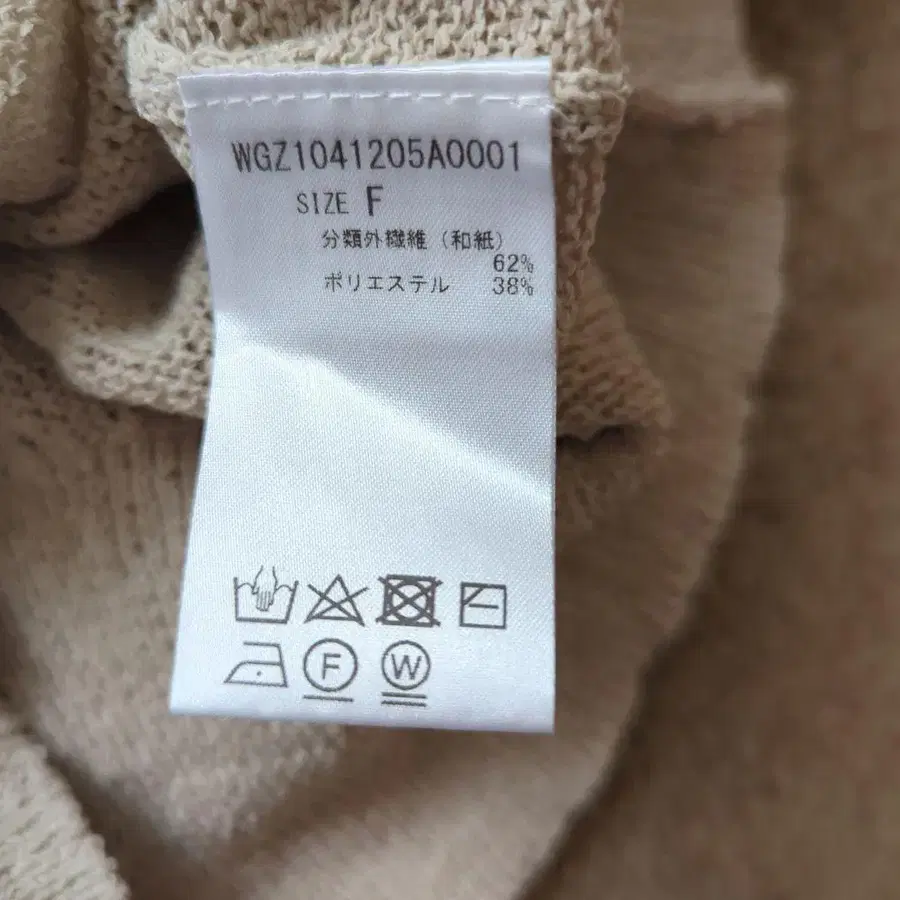 WGZ1041205A0001
SIZE F
分類外繊維（和紙）
62%
ポリエステル 38%
F W